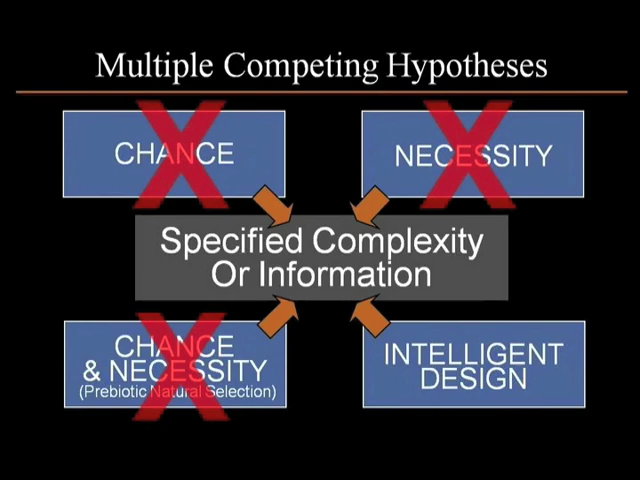 Multiple Competing Hypotheses
CHANCE
NECESSITY
Specified Complexity
Or Information
CHANCE
& NECESSITY
(Prebiotic Natural Selection)
INTELLIGENT
DESIGN